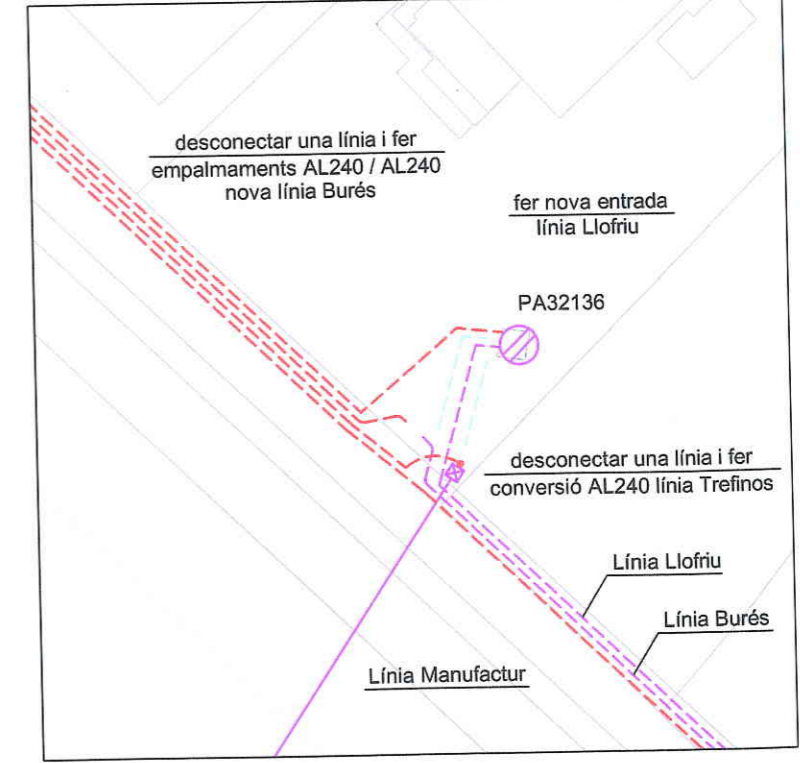 desconectar una línia i fer
empalmaments AL240 / AL240
nova línia Burés
fer nova entrada
línia Llofriu
PA32136
desconectar una línia i fer
conversió AL240 línia Trefinos
Línia Llofriu
Línia Burés
Línia Manufactur